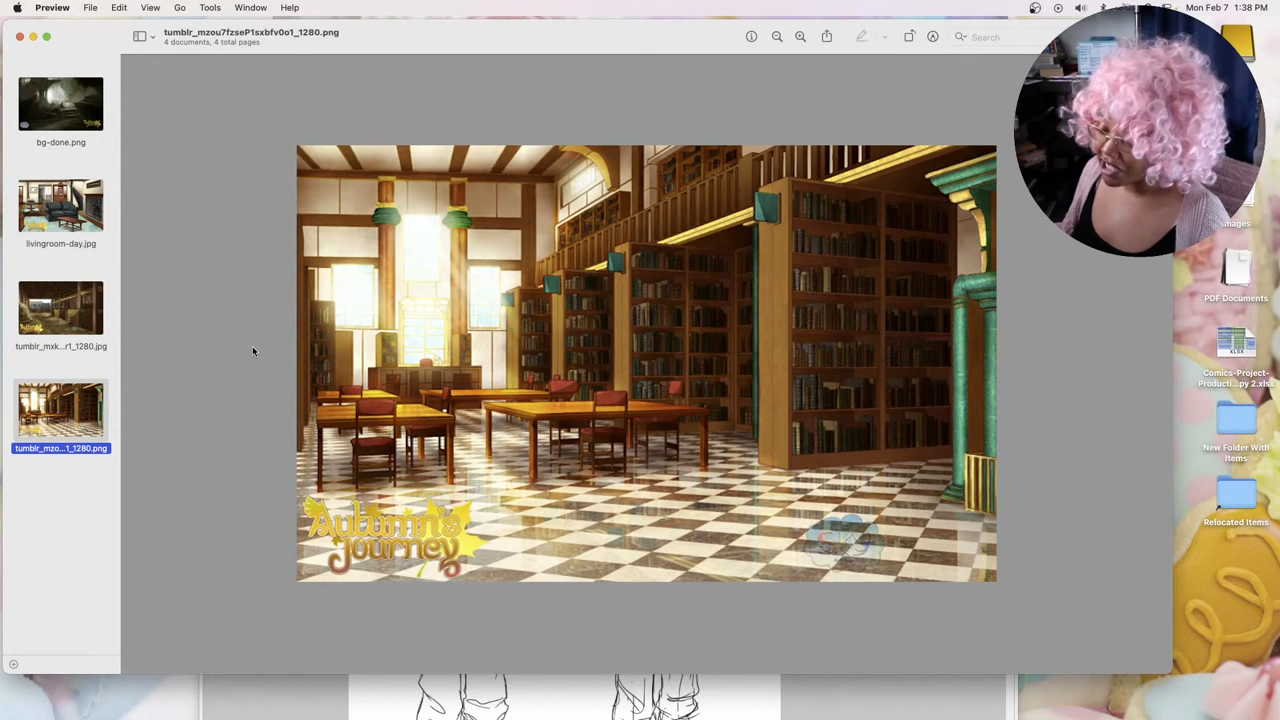 Preview File Edit View Go Tools Window Help
Mon Feb 7 1:38 PM
tumblr_mzou7fzseP1sxbfv0o1_1280.png
4 documents, 4 total pages
Search
bg-done.png
livingroom-day.jpg
tumblr_mxk...r1_1280.jpg
tumblr_mzo...1_1280.png
Autumn's
Journey
PDF Documents
XLSX
Comics-Project-
Producti...py 2.xlsx
New Folder With
Items
Relocated Items